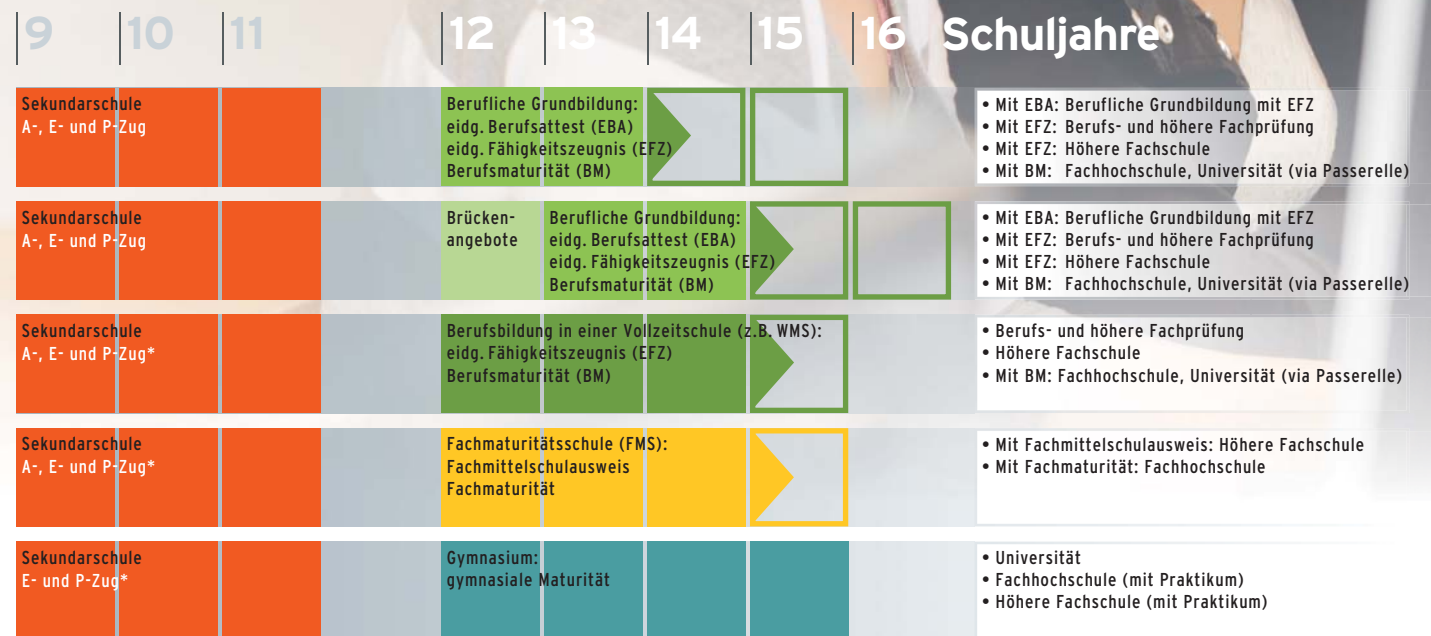 9 10 11 12 13 14 15 16 Schuljahre
Sekundarschule
A-, E- und P-Zug
Berufliche Grundbildung:
eidg. Berufsattest (EBA)
eidg. Fähigkeitszeugnis (EFZ)
Berufsmaturität (BM)
• Mit EBA: Berufliche Grundbildung mit EFZ
• Mit EFZ: Berufs- und höhere Fachprüfung
• Mit EFZ: Höhere Fachschule
• Mit BM: Fachhochschule, Universität (via Passerelle)
Sekundarschule
A-, E- und P-Zug
Brücken-
angebote
Berufliche Grundbildung:
eidg. Berufsattest (EBA)
eidg. Fähigkeitszeugnis (EFZ)
Berufsmaturität (BM)
• Mit EBA: Berufliche Grundbildung mit EFZ
• Mit EFZ: Berufs- und höhere Fachprüfung
• Mit EFZ: Höhere Fachschule
• Mit BM: Fachhochschule, Universität (via Passerelle)
Sekundarschule
A-, E- und P-Zug*
Berufsbildung in einer Vollzeitschule (z.B. WMS):
eidg. Fähigkeitszeugnis (EFZ)
Berufsmaturität (BM)
• Berufs- und höhere Fachprüfung
• Höhere Fachschule
• Mit BM: Fachhochschule, Universität (via Passerelle)
Sekundarschule
A-, E- und P-Zug*
Fachmaturitätsschule (FMS):
Fachmittelschulausweis
Fachmaturität
• Mit Fachmittelschulausweis: Höhere Fachschule
• Mit Fachmaturität: Fachhochschule
Sekundarschule
E- und P-Zug*
Gymnasium:
gymnasiale Maturität
• Universität
• Fachhochschule (mit Praktikum)
• Höhere Fachschule (mit Praktikum)